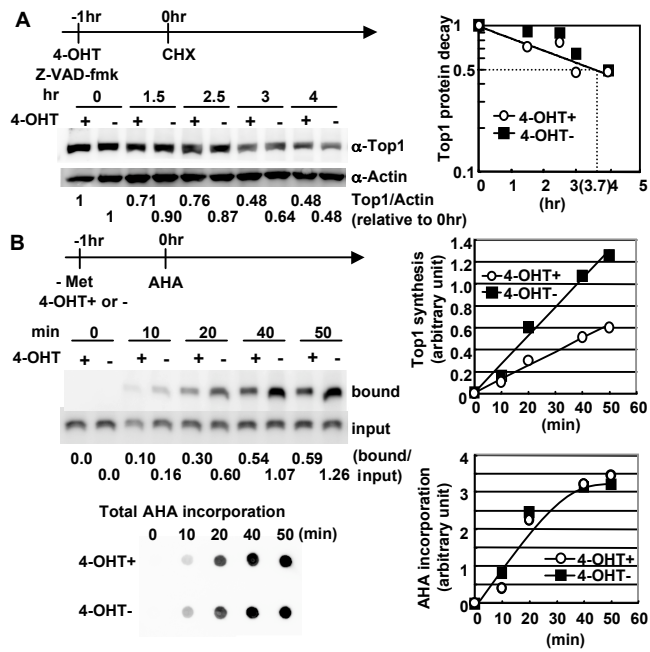 A
-1hr 0hr
4-OHT CHX
Z-VAD-fmk
hr 0 1.5 2.5 3 4
4-OHT + - + - + - + - + -
α-Top1
α-Actin
1 0.71 0.76 0.48 0.48 Top1/Actin
1 0.90 0.87 0.64 0.48 (relative to 0hr)
Top1 protein decay
1
0.5
0.1
4-OHT+
4-OHT-
0 1 2 3(3.7)4 5
(hr)
B
-1hr 0hr
- Met AHA
4-OHT+ or -
min 0 10 20 40 50
4-OHT + - + - + - + - + -
bound
input
0.0 0.10 0.30 0.54 0.59 (bound/
0.0 0.16 0.60 1.07 1.26 input)
Total AHA incorporation
0 10 20 40 50 (min)
4-OHT+
4-OHT-
Top1 synthesis
(arbitrary unit)
1.4
1.2
1.0
0.8
0.6
0.4
0.2
0
4-OHT+
4-OHT-
0 10 20 30 40 50 60
(min)
AHA incorporation
(arbitrary unit)
4
3
2
1
0
4-OHT+
4-OHT-
0 10 20 30 40 50 60
(min)